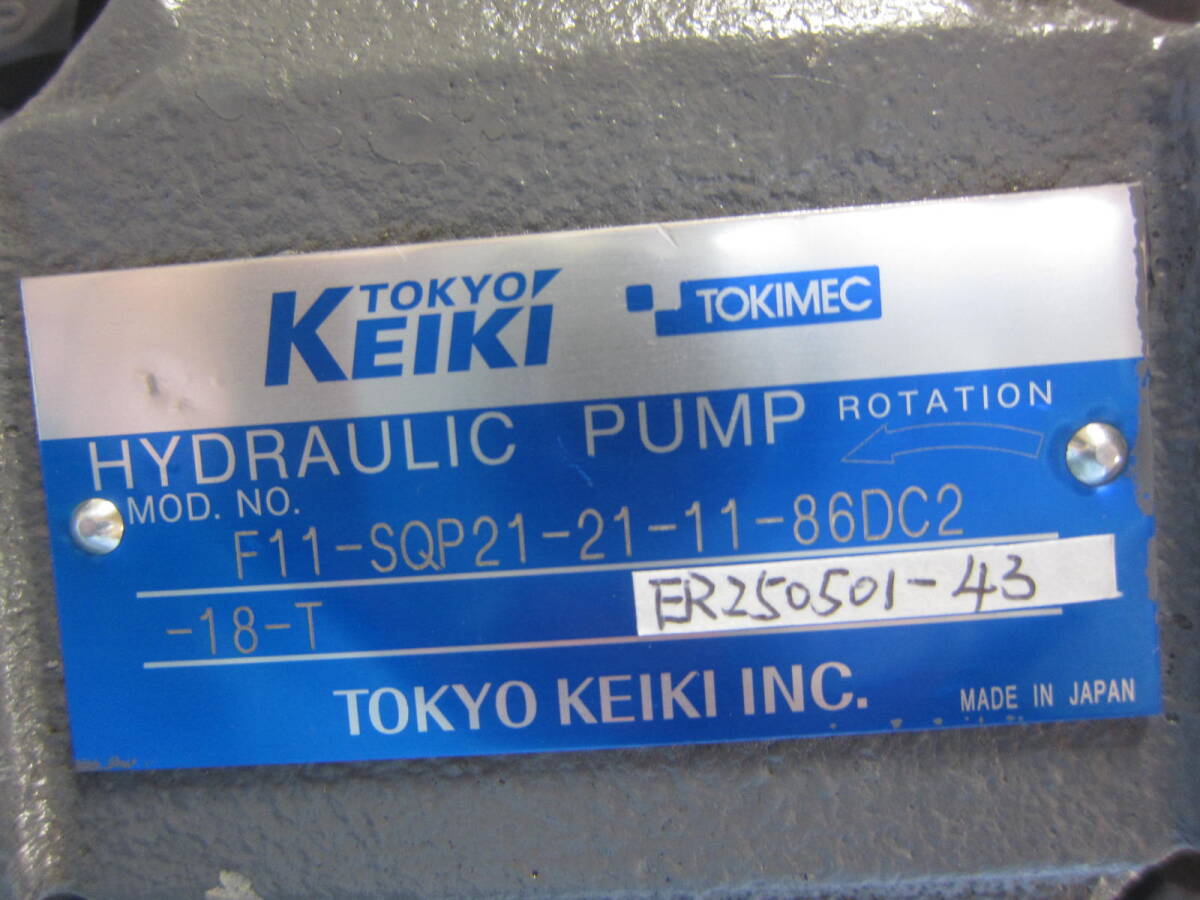 TOKYO KEIKI
TOKIMEC
HYDRAULIC PUMP ROTATION
MOD. NO.
F11-SQP21-21-11-86DC2
-18-T
ER250501-43
TOKYO KEIKI INC.
MADE IN JAPAN